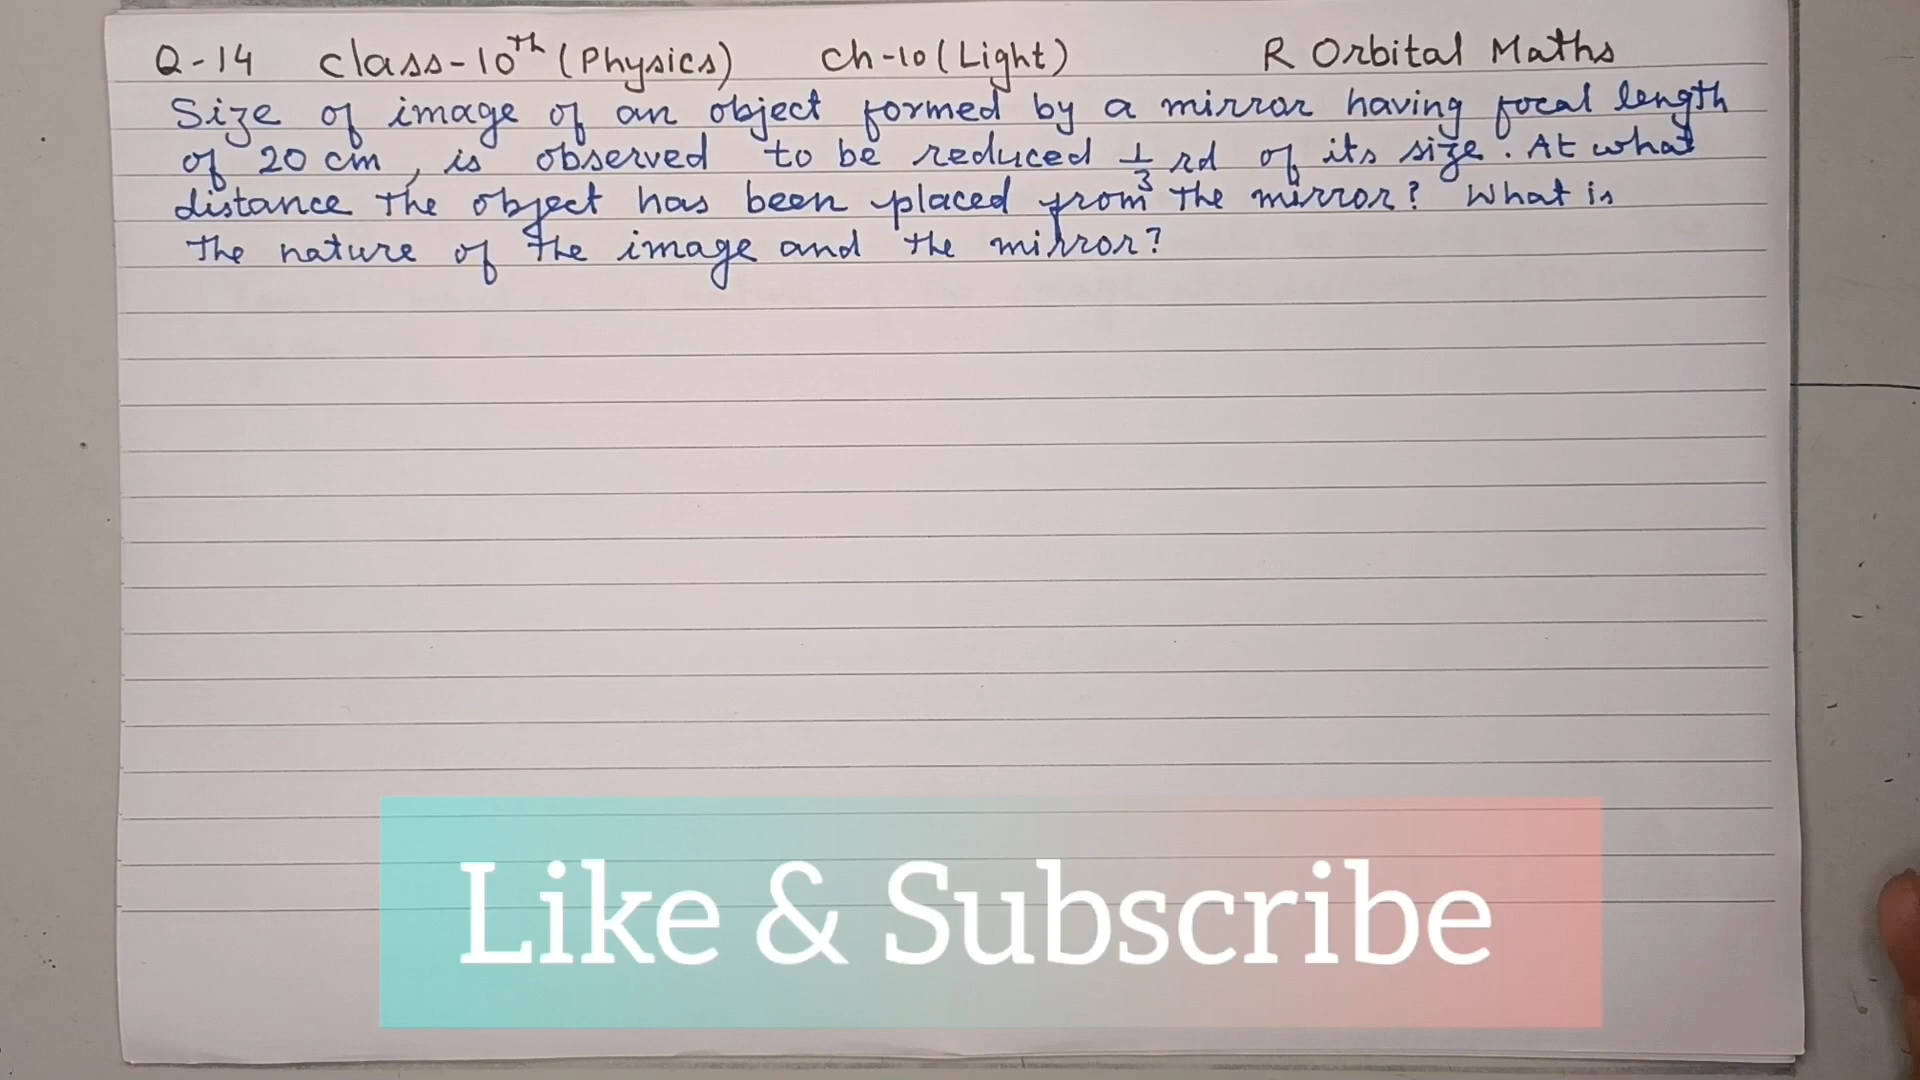 Q-14 Class-10th (Physics) Ch-10 (Light) R Orbital Maths
Size of image of an object formed by a mirror having focal length
of 20 cm, is observed to be reduced 1/3 rd of its size. At what
distance the object has been placed from the mirror? What is
the nature of the image and the mirror?
Like & Subscribe